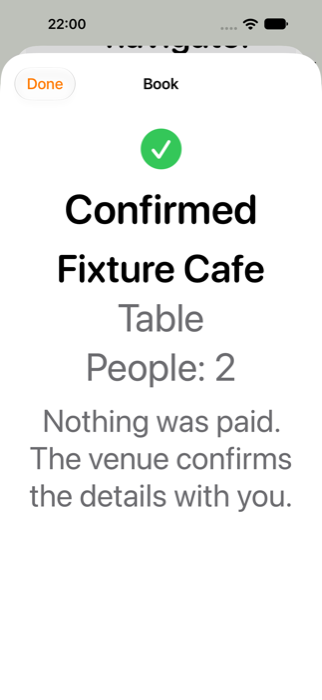 22:00
Done
Book
Confirmed
Fixture Cafe
Table
People: 2
Nothing was paid.
The venue confirms
the details with you.